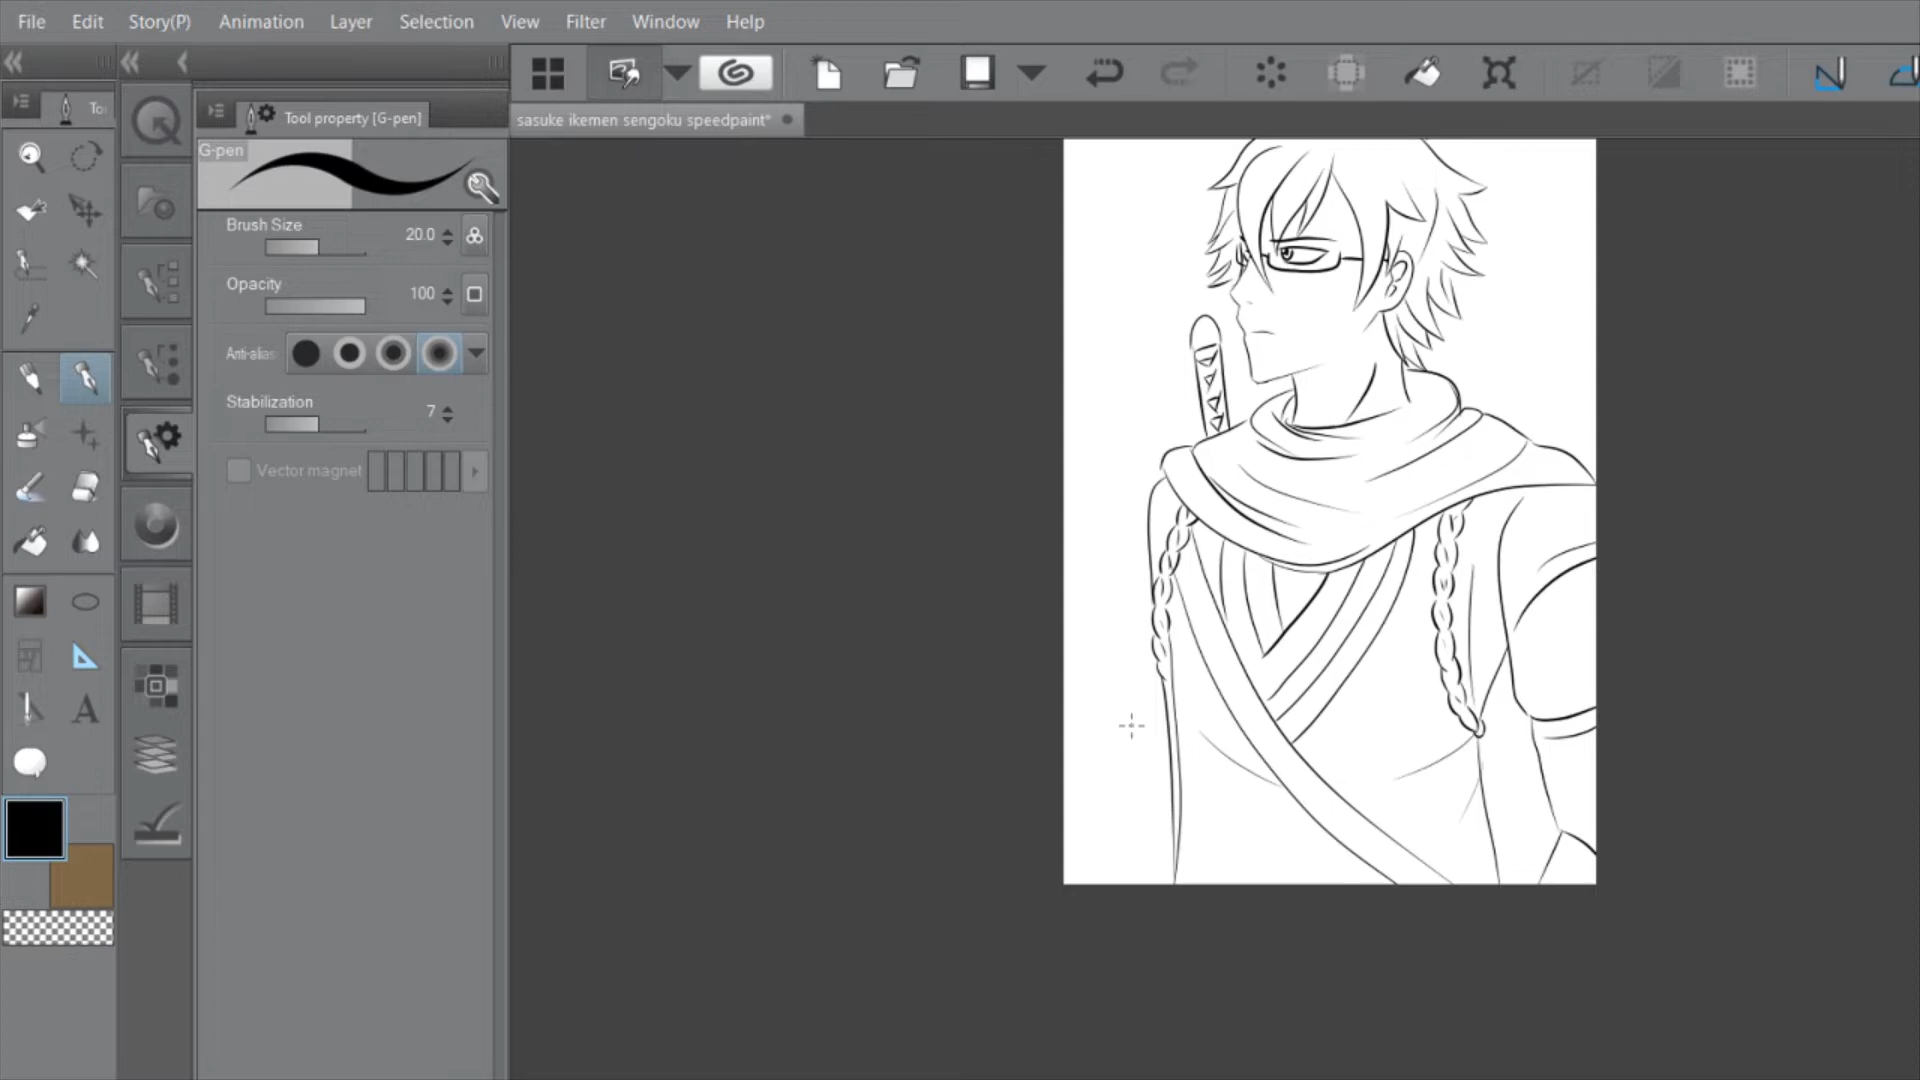 File Edit Story(P) Animation Layer Selection View Filter Window Help
To
Tool property [G-pen]
sasuke ikemen sengoku speedpaint*
G-pen
Brush Size 20.0
Opacity 100
Anti-alias
Stabilization 7
Vector magnet
A